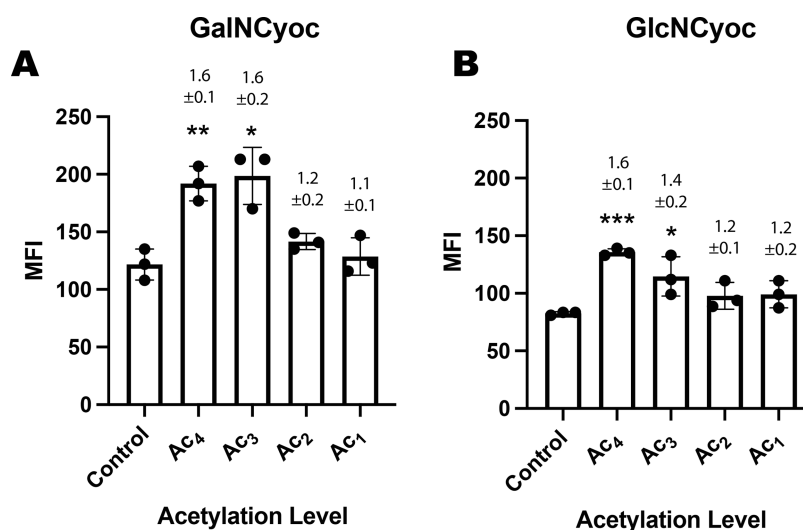 GalNCyoc
A
1.6
±0.1
1.6
±0.2
**
*
1.2
±0.2
1.1
±0.1
250
200
150
100
50
0
MFI
Control
Ac₄
Ac₃
Ac₂
Ac₁
Acetylation Level
GlcNCyoc
B
1.6
±0.1
1.4
±0.2
***
*
1.2
±0.1
1.2
±0.2
250
200
150
100
50
0
MFI
Control
Ac₄
Ac₃
Ac₂
Ac₁
Acetylation Level